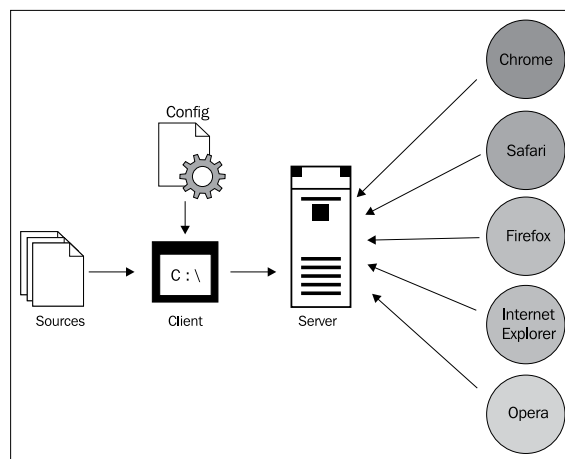 Chrome
Config
Safari
Firefox
C:\
Sources
Client
Server
Internet
Explorer
Opera